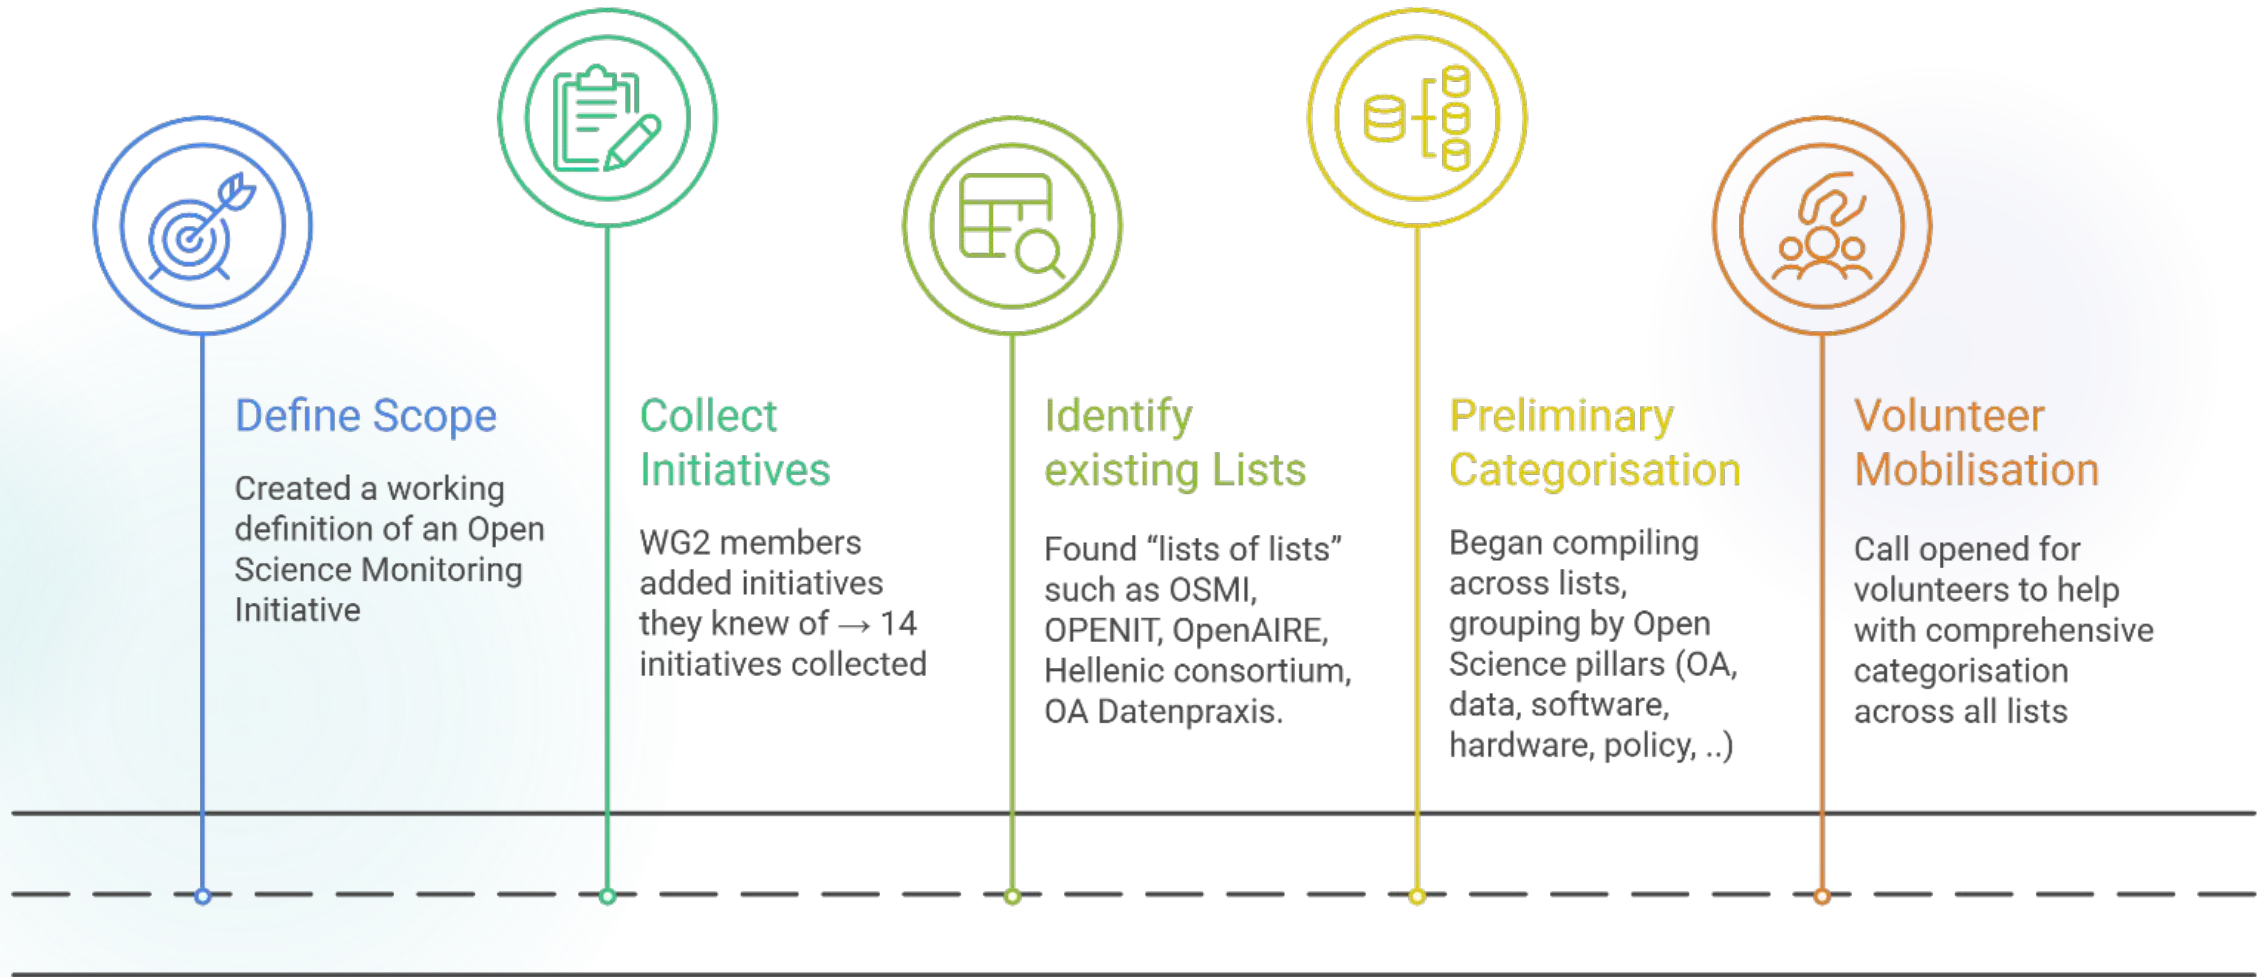 Define Scope
Created a working
definition of an Open
Science Monitoring
Initiative
Collect
Initiatives
WG2 members
added initiatives
they knew of → 14
initiatives collected
Identify
existing Lists
Found “lists of lists”
such as OSMI,
OPENIT, OpenAIRE,
Hellenic consortium,
OA Datenpraxis.
Preliminary
Categorisation
Began compiling
across lists,
grouping by Open
Science pillars (OA,
data, software,
hardware, policy, ..)
Volunteer
Mobilisation
Call opened for
volunteers to help
with comprehensive
categorisation
across all lists